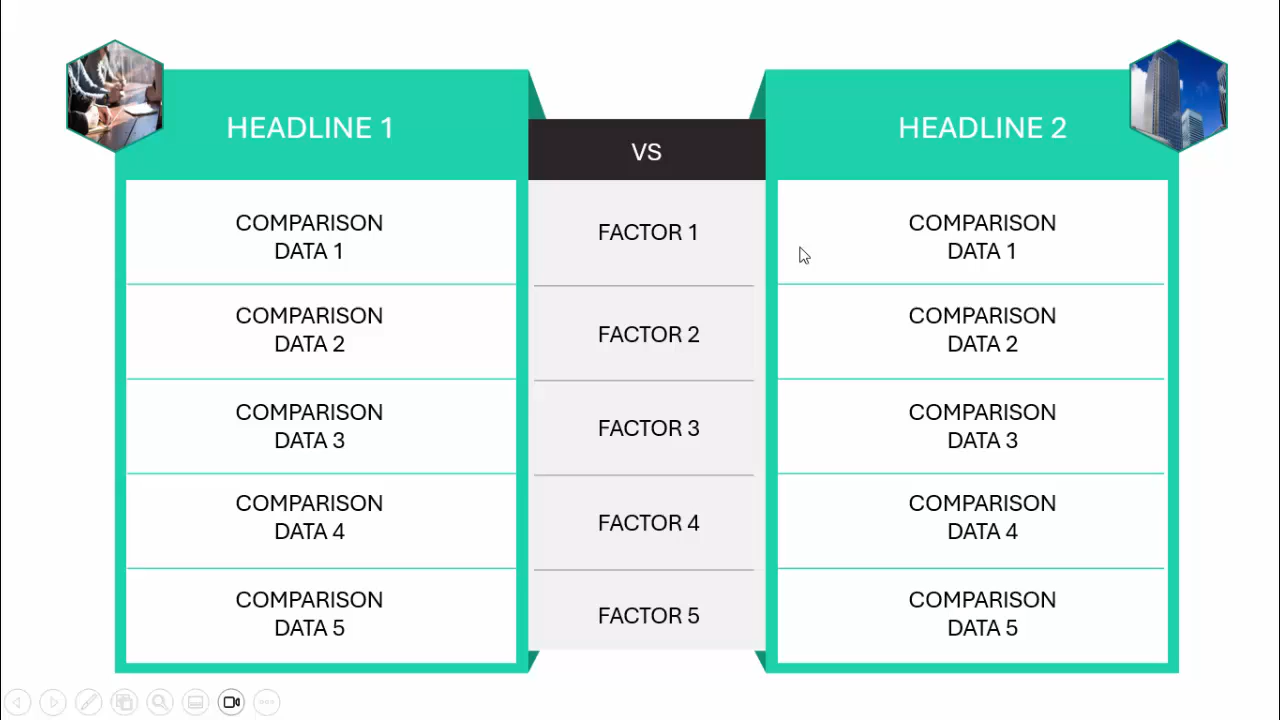 HEADLINE 1
VS
HEADLINE 2
COMPARISON
DATA 1
FACTOR 1
COMPARISON
DATA 1
COMPARISON
DATA 2
FACTOR 2
COMPARISON
DATA 2
COMPARISON
DATA 3
FACTOR 3
COMPARISON
DATA 3
COMPARISON
DATA 4
FACTOR 4
COMPARISON
DATA 4
COMPARISON
DATA 5
FACTOR 5
COMPARISON
DATA 5